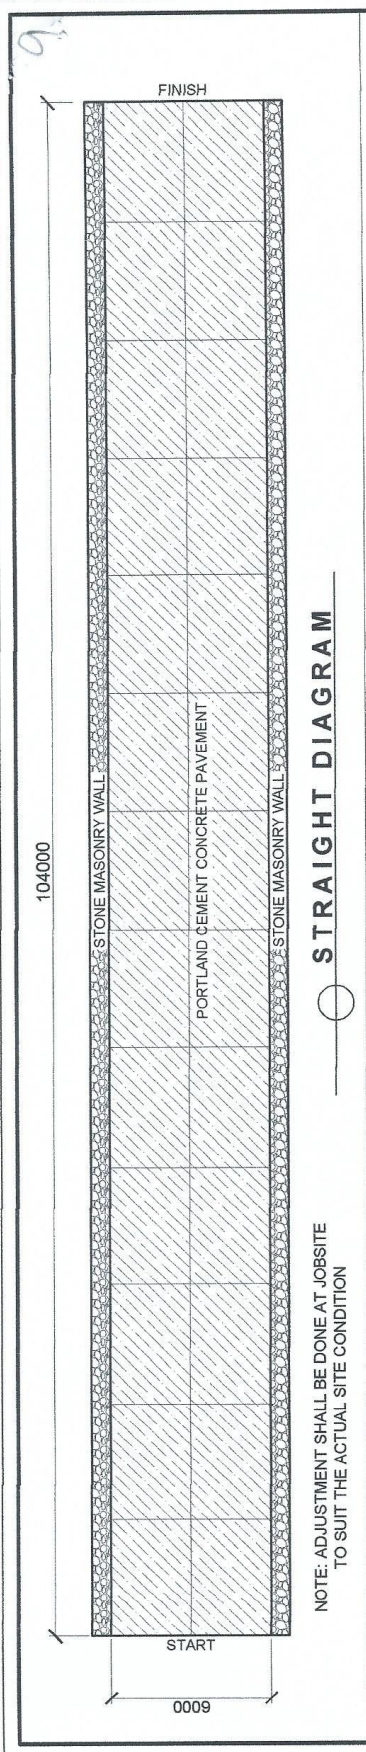 FINISH
104000
STONE MASONRY WALL
PORTLAND CEMENT CONCRETE PAVEMENT
STONE MASONRY WALL
START
6000
STRAIGHT DIAGRAM
NOTE: ADJUSTMENT SHALL BE DONE AT JOBSITE
TO SUIT THE ACTUAL SITE CONDITION